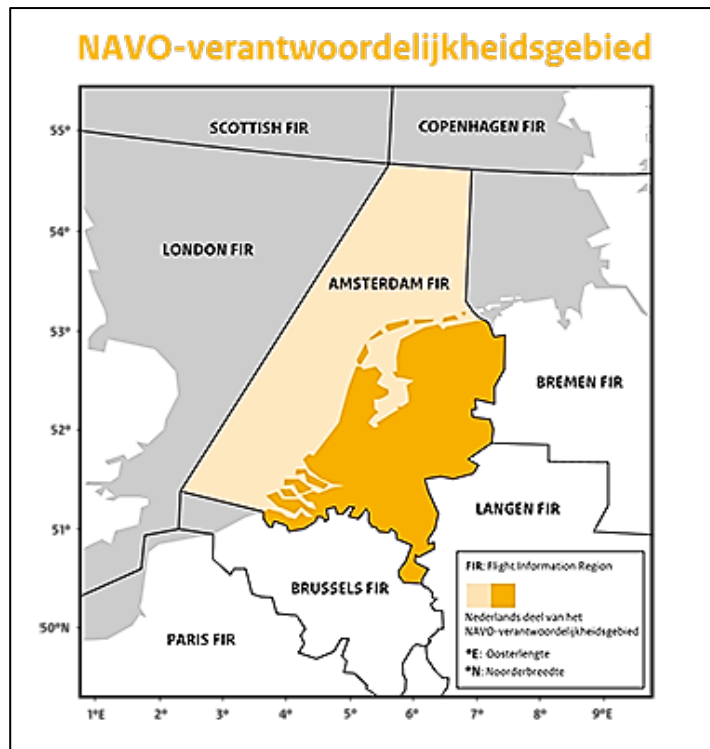 NAVO-verantwoordelijkheidsgebied
SCOTTISH FIR
COPENHAGEN FIR
55°
LONDON FIR
54°
AMSTERDAM FIR
53°
BREMEN FIR
52°
LANGEN FIR
51°
FIR: Flight Information Region
BRUSSELS FIR
Nederlands deel van het
NAVO-verantwoordelijkheidsgebied
50°N
PARIS FIR
°E: Oosterlengte
°N: Noorderbreedte
1°E 2° 3° 4° 5° 6° 7° 8° 9°E